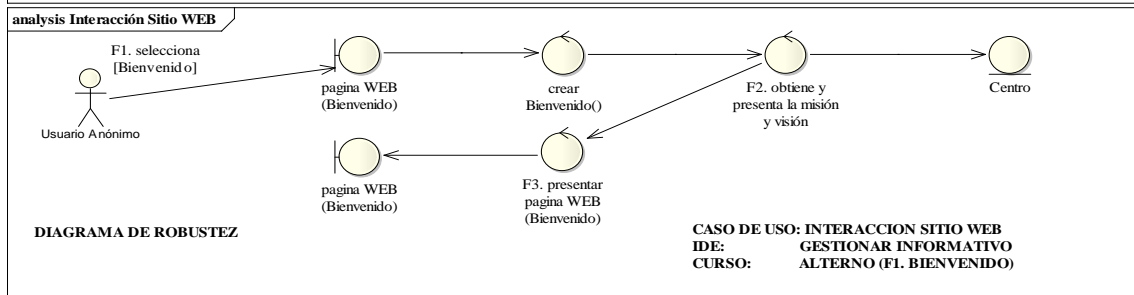 analysis Interacción Sitio WEB
F1. selecciona
[Bienvenido]
Usuario Anónimo
pagina WEB
(Bienvenido)
crear
Bienvenido()
F2. obtiene y
presenta la misión
y visión
Centro
pagina WEB
(Bienvenido)
F3. presentar
pagina WEB
(Bienvenido)
DIAGRAMA DE ROBUSTEZ
CASO DE USO: INTERACCION SITIO WEB
IDE: GESTIONAR INFORMATIVO
CURSO: ALTERNO (F1. BIENVENIDO)